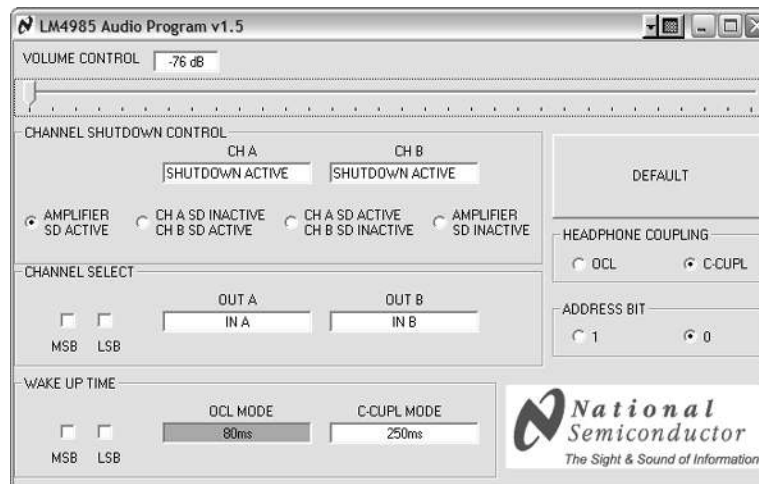 LM4985 Audio Program v1.5
VOLUME CONTROL -76 dB
CHANNEL SHUTDOWN CONTROL
CH A CH B
SHUTDOWN ACTIVE SHUTDOWN ACTIVE
AMPLIFIER SD ACTIVE
CH A SD INACTIVE CH B SD ACTIVE
CH A SD ACTIVE CH B SD INACTIVE
AMPLIFIER SD INACTIVE
DEFAULT
HEADPHONE COUPLING
OCL C-CUPL
CHANNEL SELECT
OUT A OUT B
IN A IN B
MSB LSB
ADDRESS BIT
1 0
WAKE UP TIME
OCL MODE C-CUPL MODE
80ms 250ms
MSB LSB
National
Semiconductor
The Sight & Sound of Information